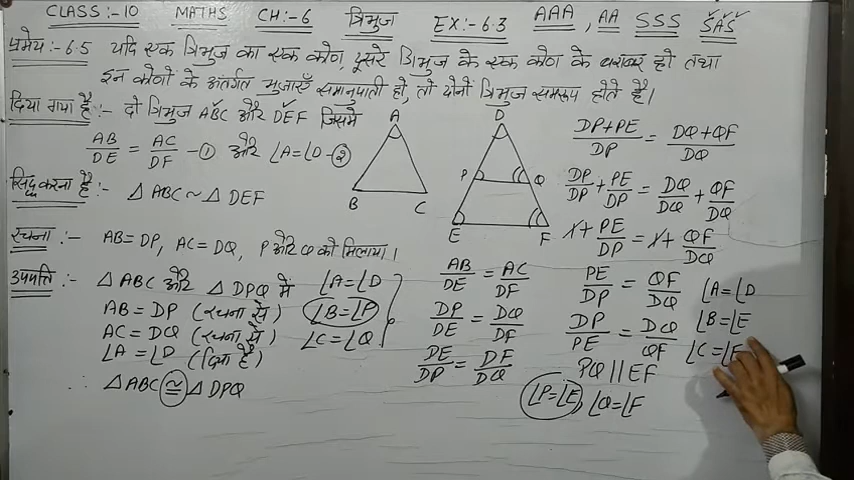 CLASS:-10 MATHS CH:-6 त्रिभुज EX:-6.3 AAA, AA SSS SAS
प्रमेय:-6.5 यदि एक त्रिभुज का एक कोण, दूसरे त्रिभुज के एक कोण के बराबर हो तथा
इन कोणों के अंतर्गत भुजाएँ समानुपाती हो, तो दोनों त्रिभुज समरूप होते है।
दिया गया है:- दो त्रिभुज ABC और DEF जिसमें
AB/DE = AC/DF - ① और ∠A=∠D-②
सिद्ध करना है:- △ ABC ~ △ DEF
रचना:- AB=DP, AC=DQ, P और Q को मिलाया।
उपपत्ति:- △ ABC और △ DPQ में
AB = DP (रचना से)
AC = DQ (रचना से)
∠A = ∠D (दिया है)
∴ △ABC ≅ △ DPQ
∠A=∠D
∠B=∠P
∠C=∠Q
A
B C
D
P Q
E F
AB/DE = AC/DF
DP/DE = DQ/DF
DE/DP = DF/DQ
DP+PE/DP = DQ+QF/DQ
DP/DP + PE/DP = DQ/DQ + QF/DQ
1 + PE/DP = 1 + QF/DQ
PE/DP = QF/DQ
DP/PE = DQ/QF
PQ || EF
∠P=∠E, ∠Q=∠F
∠A=∠D
∠B=∠E
∠C=∠F